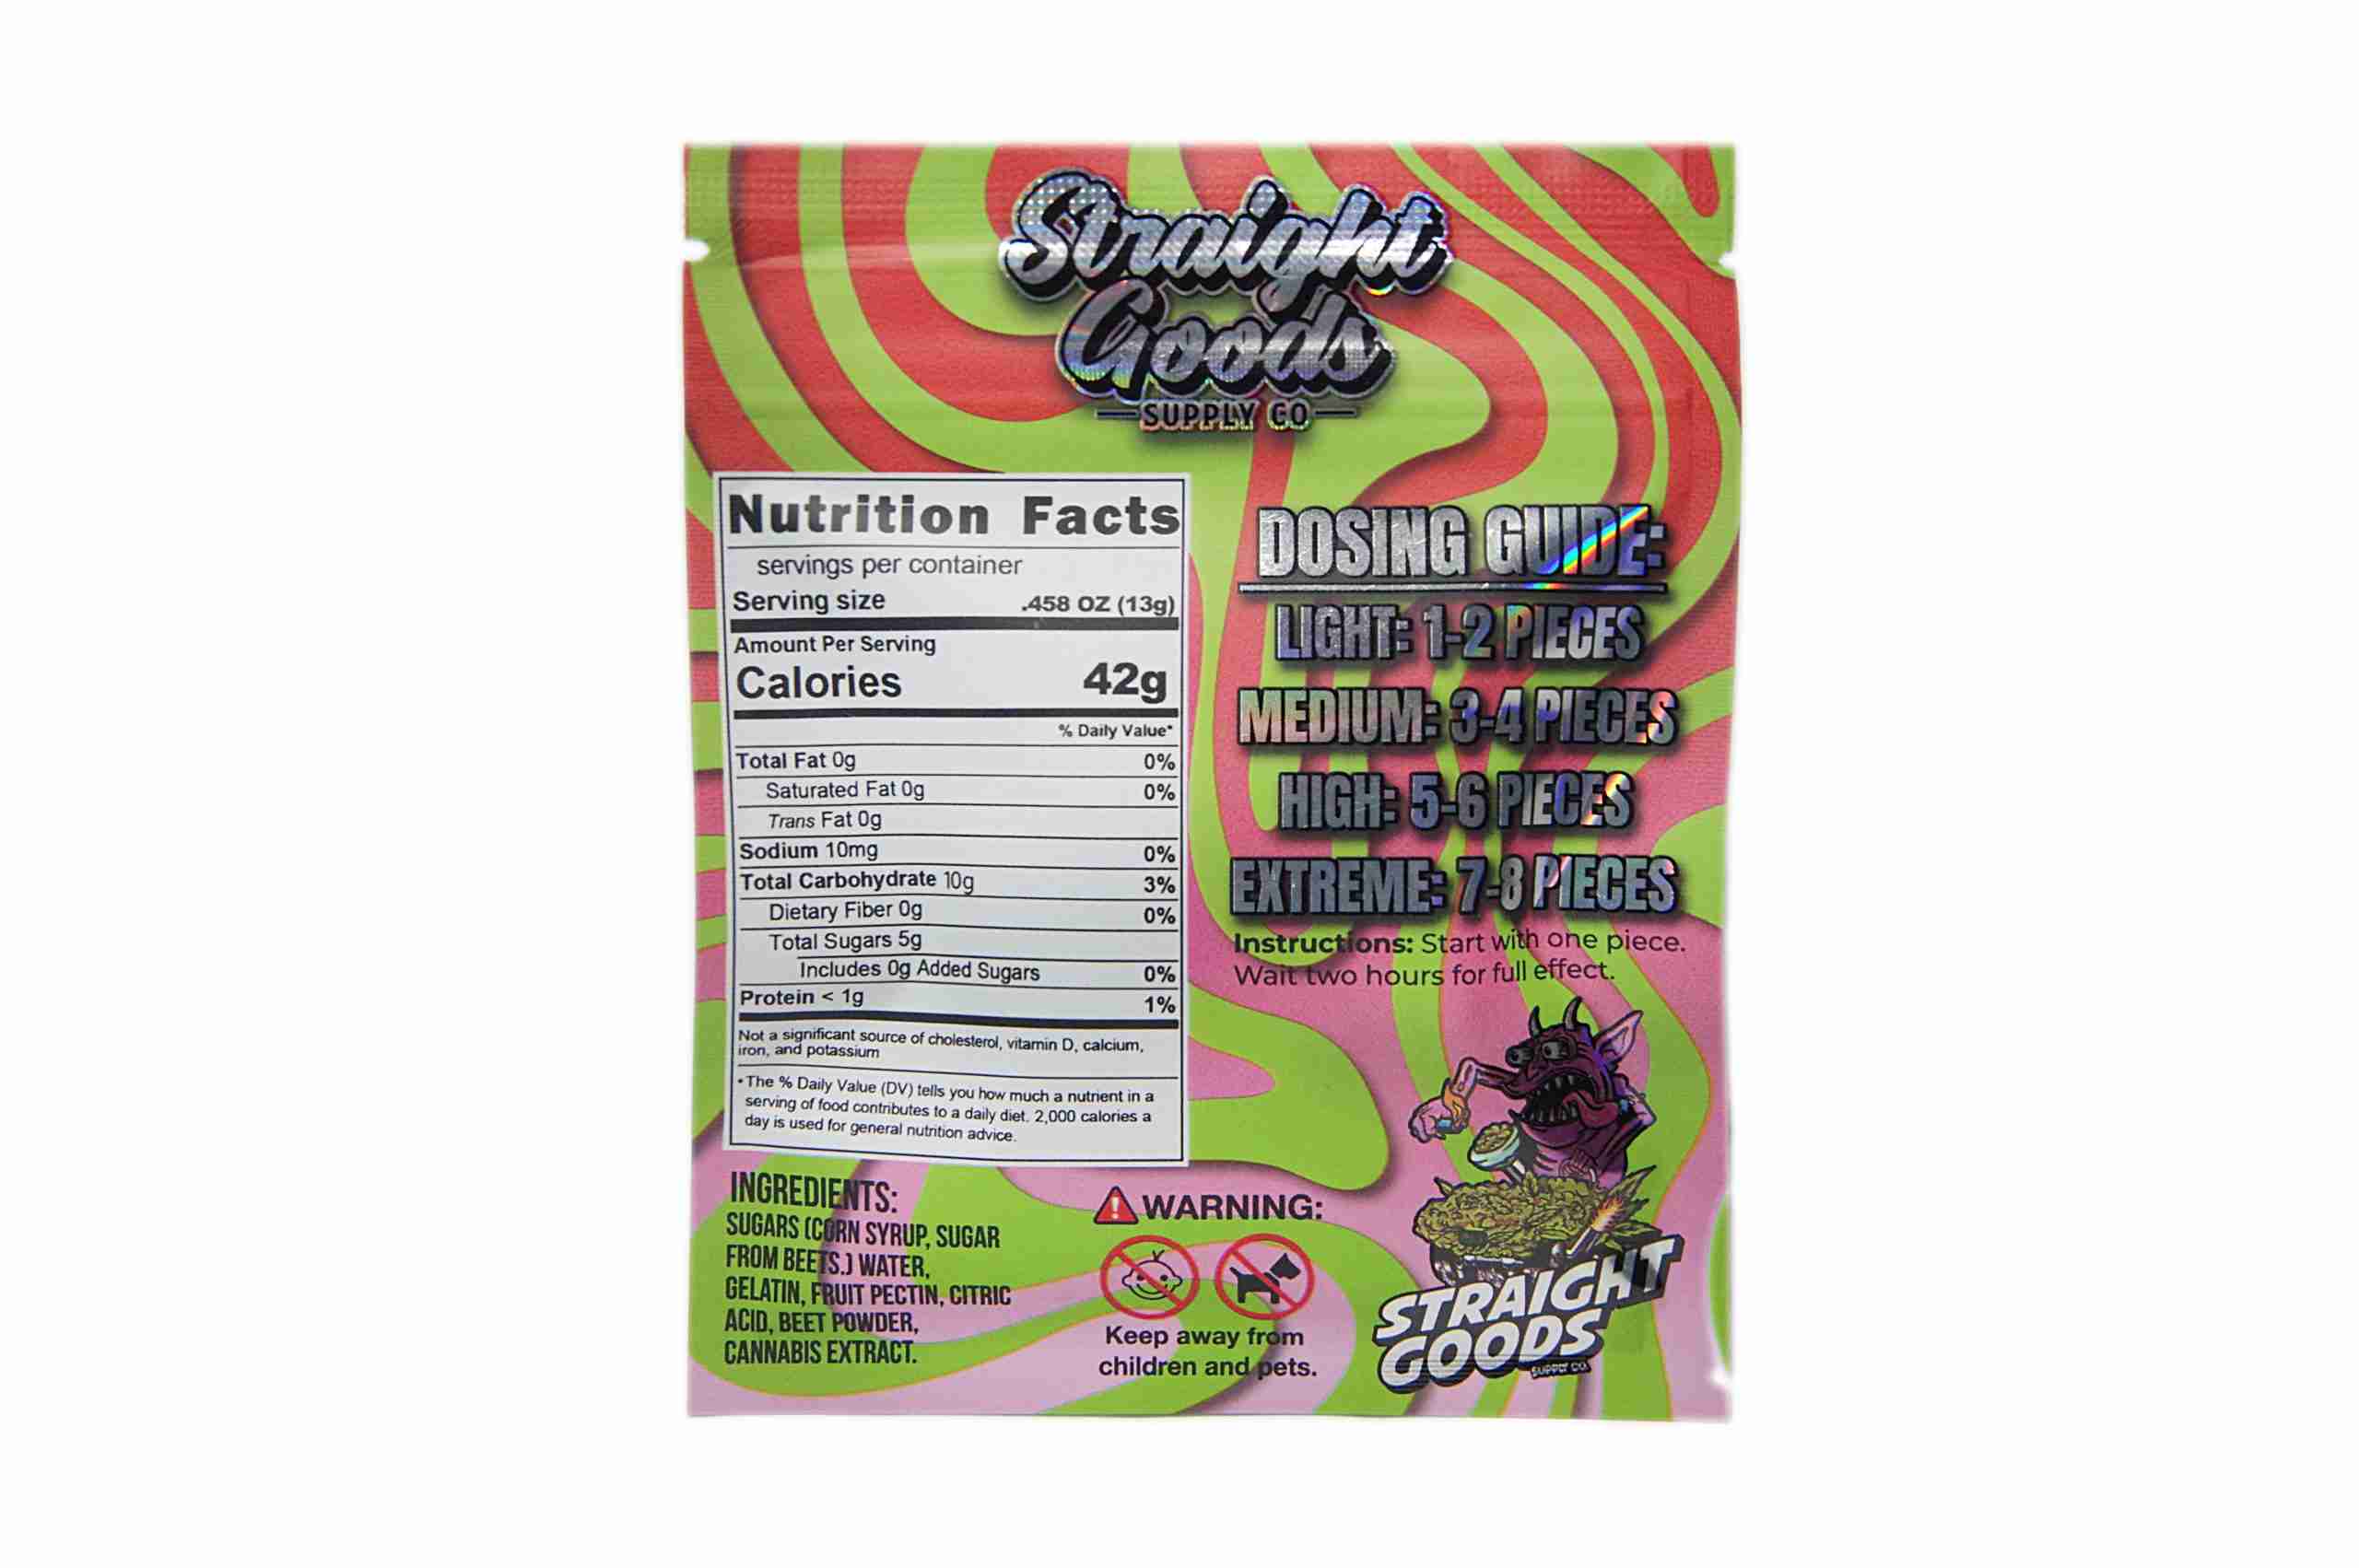 Straight
Goods
SUPPLY CO
Nutrition Facts
servings per container
Serving size .458 OZ (13g)
Amount Per Serving
Calories 42g
% Daily Value*
Total Fat 0g 0%
Saturated Fat 0g 0%
Trans Fat 0g
Sodium 10mg 0%
Total Carbohydrate 10g 3%
Dietary Fiber 0g 0%
Total Sugars 5g
Includes 0g Added Sugars 0%
Protein < 1g 1%
Not a significant source of cholesterol, vitamin D, calcium,
iron, and potassium
*The % Daily Value (DV) tells you how much a nutrient in a
serving of food contributes to a daily diet. 2,000 calories a
day is used for general nutrition advice.
DOSING GUIDE:
LIGHT: 1-2 PIECES
MEDIUM: 3-4 PIECES
HIGH: 5-6 PIECES
EXTREME: 7-8 PIECES
Instructions: Start with one piece.
Wait two hours for full effect.
INGREDIENTS:
SUGARS (CORN SYRUP, SUGAR
FROM BEETS.) WATER,
GELATIN, FRUIT PECTIN, CITRIC
ACID, BEET POWDER,
CANNABIS EXTRACT.
WARNING:
Keep away from
children and pets.
STRAIGHT
GOODS
SUPPLY CO.